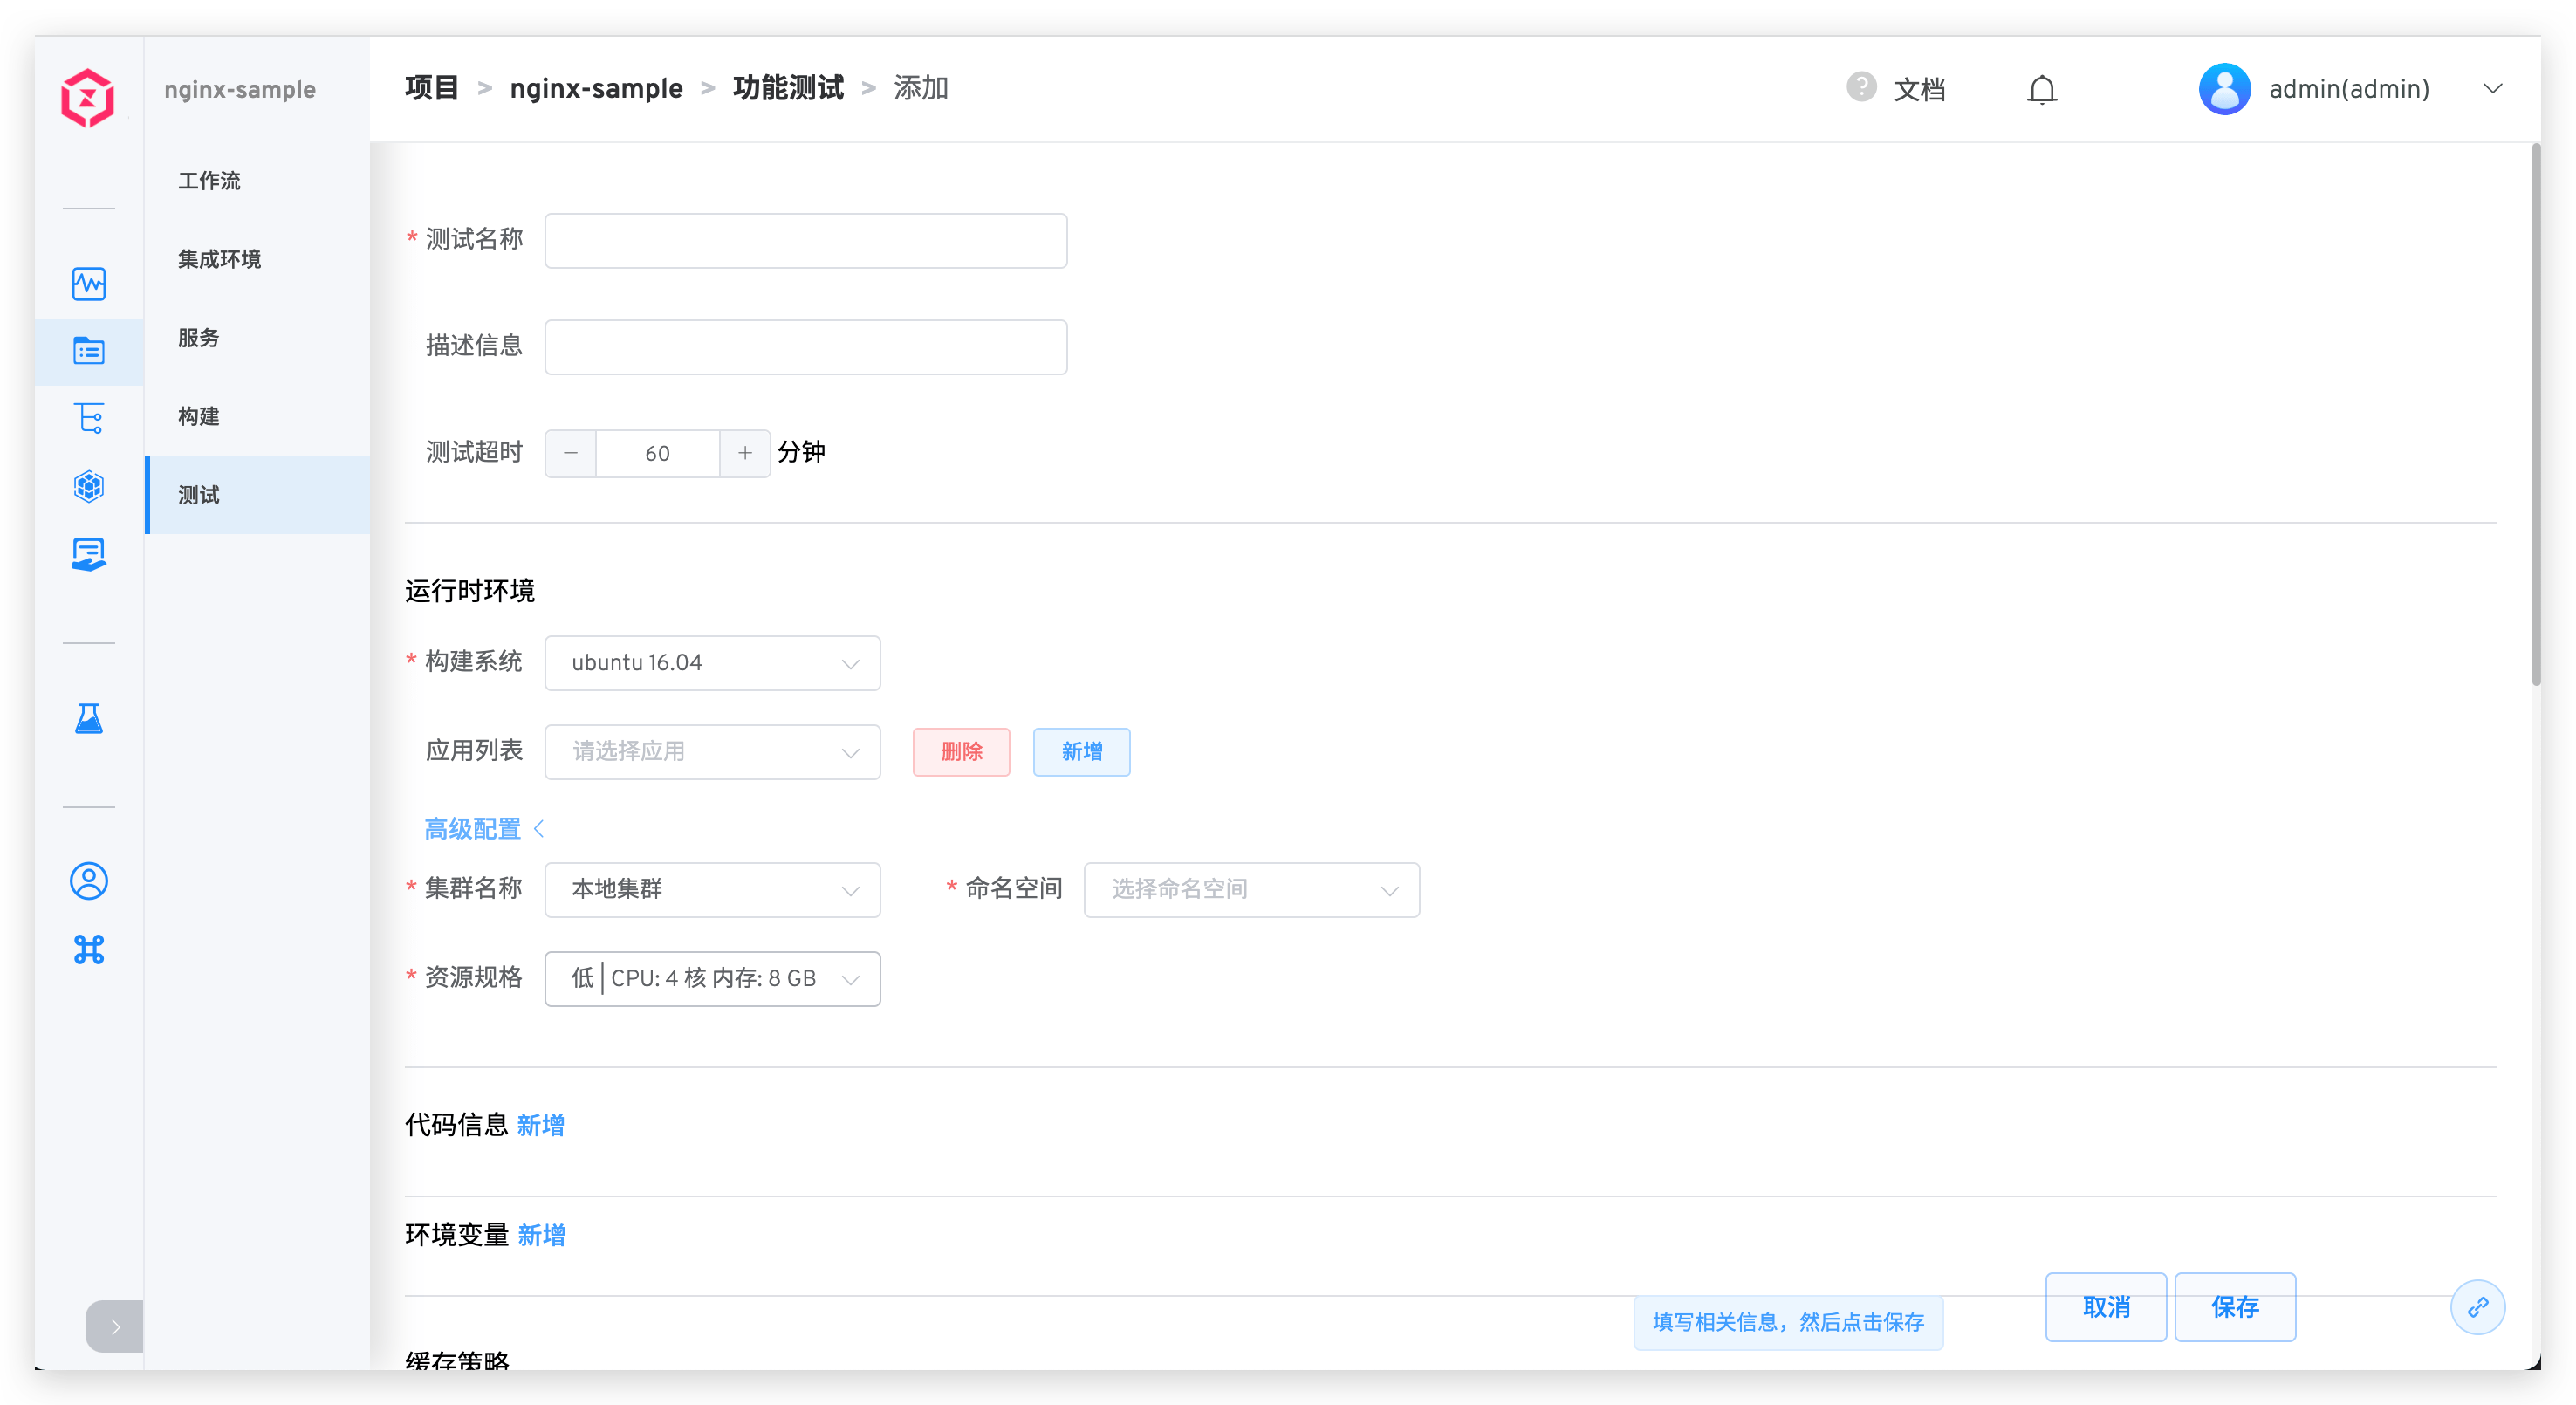 nginx-sample
项目 > nginx-sample > 功能测试 > 添加
? 文档
admin(admin)
工作流
集成环境
服务
构建
测试
* 测试名称
描述信息
测试超时 − 60 + 分钟
运行时环境
* 构建系统 ubuntu 16.04
应用列表 请选择应用 删除 新增
高级配置
* 集群名称 本地集群 * 命名空间 选择命名空间
* 资源规格 低 | CPU: 4 核 内存: 8 GB
代码信息 新增
环境变量 新增
填写相关信息，然后点击保存 取消 保存
缓存策略